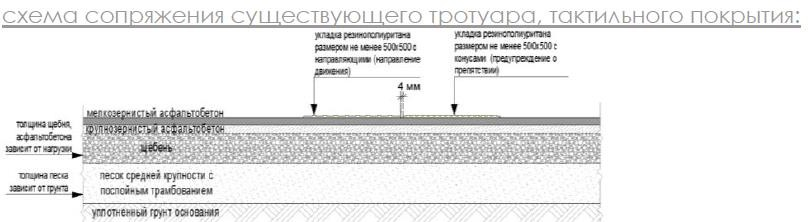 схема сопряжения существующего тротуара, тактильного покрытия:
укладка резинополиуритана
размером не менее 500х500 с
направляющими (направление
движения)
укладка резинополиуритана
размером не менее 500х500 с
конусами (предупреждение о
препятствии)
4 мм
мелкозернистый асфальтобетон
крупнозернистый асфальтобетон
щебень
толщина щебня,
асфальтобетона
зависит от нагрузки
песок средней крупности с
послойным трамбованием
толщина песка
зависит от грунта
уплотненный грунт основания